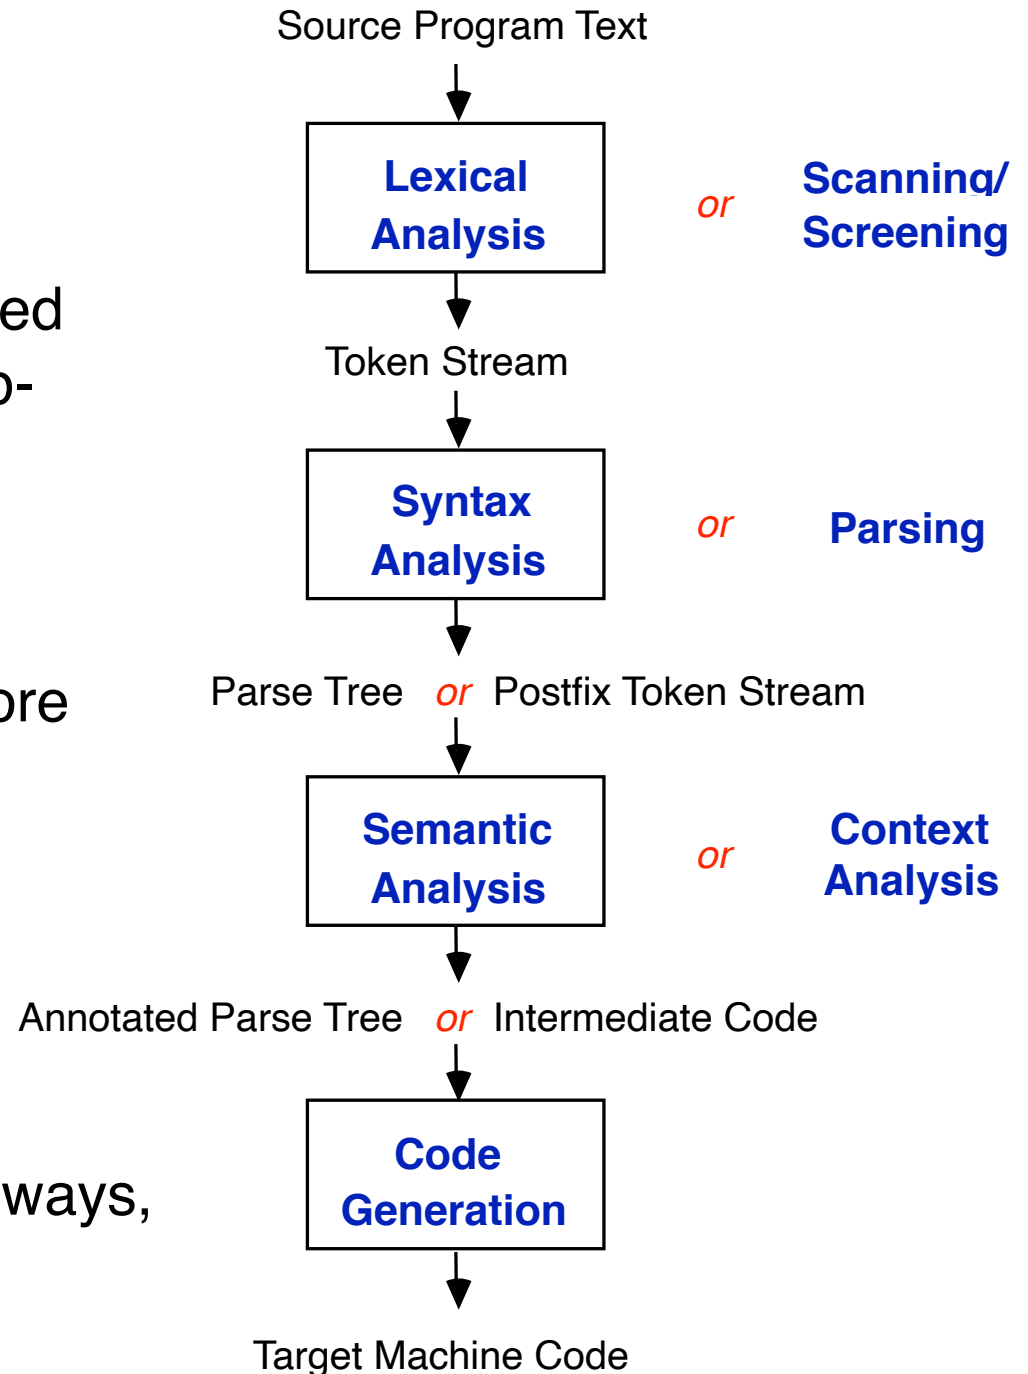 Source Program Text
Lexical
Analysis
or
Scanning/
Screening
ed
Token Stream
o-
Syntax
Analysis
or
Parsing
ore
Parse Tree or Postfix Token Stream
Semantic
Analysis
or
Context
Analysis
Annotated Parse Tree or Intermediate Code
Code
Generation
ways,
Target Machine Code